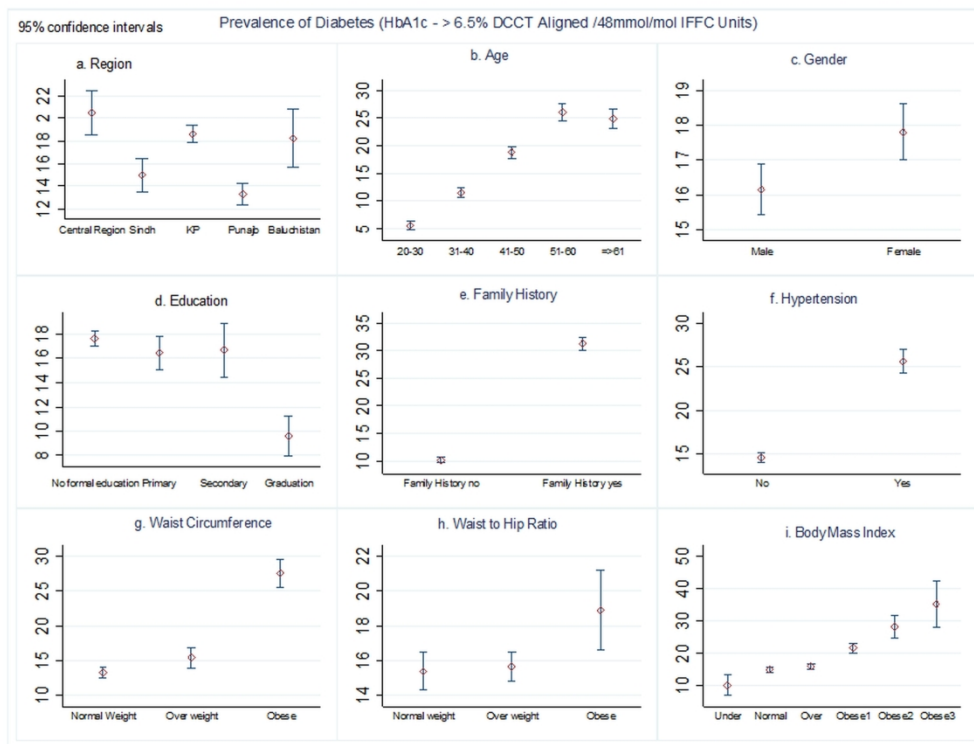 95% confidence intervals
Prevalence of Diabetes (HbA1c - > 6.5% DCCT Aligned /48mmol/mol IFFC Units)
a. Region
22
2
18
16
14
12
Central Region Sindh KP Punajb Baluchistan
b. Age
30
25
20
15
10
5
20-30 31-40 41-50 51-60 =>61
c. Gender
19
18
17
16
15
Male Female
d. Education
18
16
14
12
10
8
No formal education Primary Secondary Graduation
e. Family History
35
30
25
20
15
10
Family History no Family History yes
f. Hypertension
30
25
20
15
No Yes
g. Waist Circumference
30
25
20
15
10
Normal Weight Over weight Obese
h. Waist to Hip Ratio
22
20
18
16
14
Normal weight Over weight Obese
i. Body Mass Index
50
40
30
20
10
Under Normal Over Obese1 Obese2 Obese3